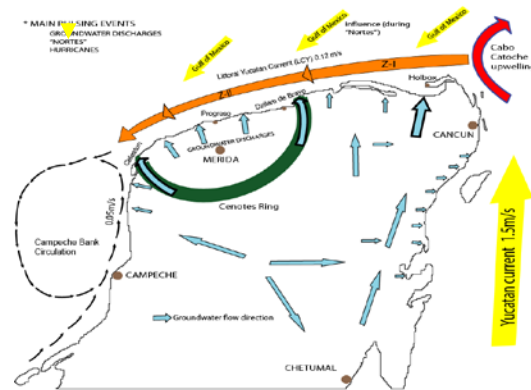 * MAIN PULSING EVENTS
GROUNDWATER DISCHARGES
"NORTES"
HURRICANES
Gulf of Mexico
Gulf of Mexico
Influence (during
"Nortes")
Gulf of Mexico
Cabo
Catoche
upwelling
Littoral Yucatan Current (LCY) 0.12 m/s
Z-I
Z-II
Holbox
Dzilam de Bravo
Progreso
GROUNDWATER DISCHARGES
MERIDA
CANCUN
Celestun
Cenotes Ring
0.05m/s
Campeche Bank
Circulation
CAMPECHE
Yucatan current 1.5m/s
Groundwater flow direction
CHETUMAL